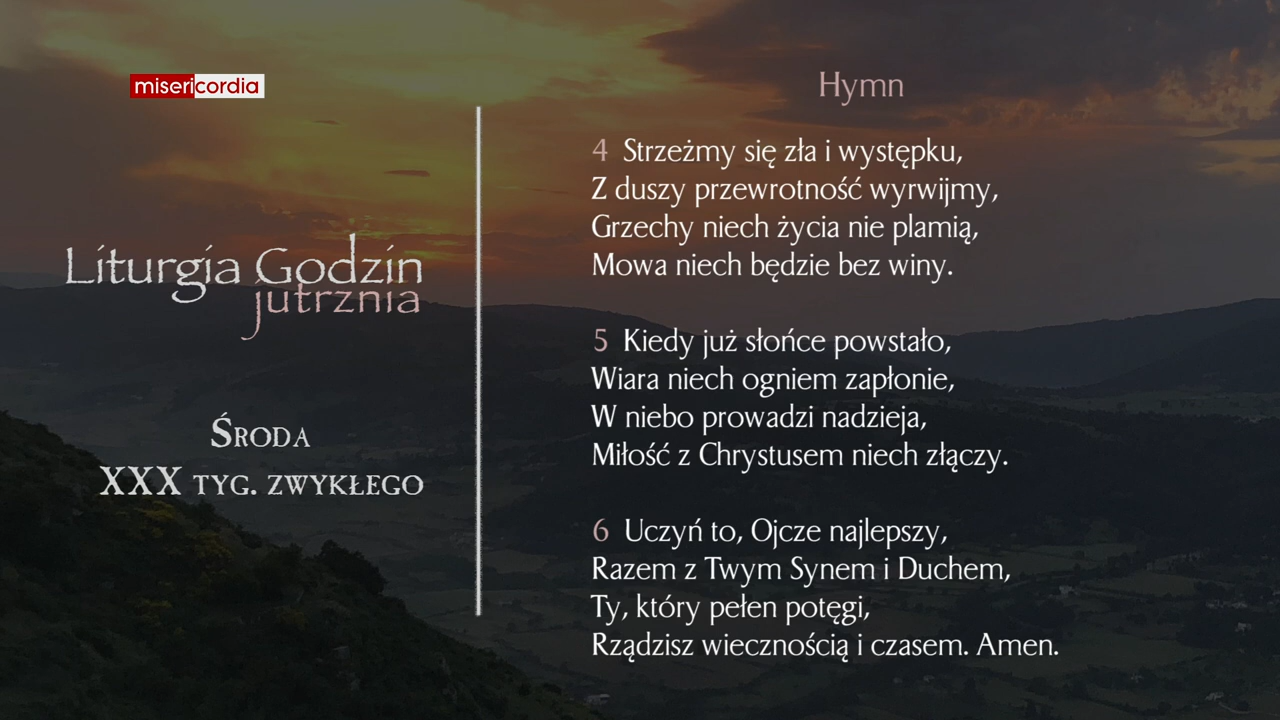 misericordia
Liturgia Godzin
jutrznia
Środa
XXX tyg. zwykłego
Hymn
4 Strzeżmy się zła i występku,
Z duszy przewrotność wyrwijmy,
Grzechy niech życia nie plamią,
Mowa niech będzie bez winy.
5 Kiedy już słońce powstało,
Wiara niech ogniem zapłonie,
W niebo prowadzi nadzieja,
Miłość z Chrystusem niech złączy.
6 Uczyń to, Ojcze najlepszy,
Razem z Twym Synem i Duchem,
Ty, który pełen potęgi,
Rządzisz wiecznością i czasem. Amen.